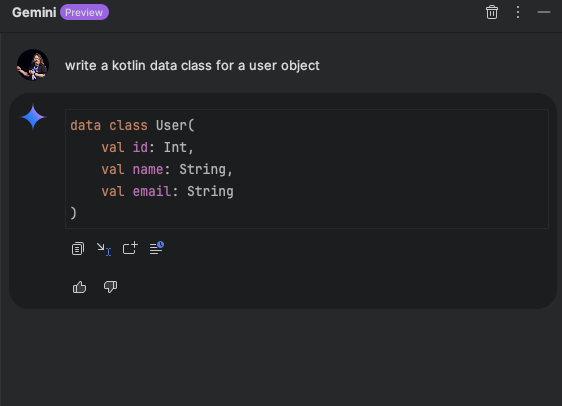 Gemini Preview
write a kotlin data class for a user object
data class User(
    val id: Int,
    val name: String,
    val email: String
)